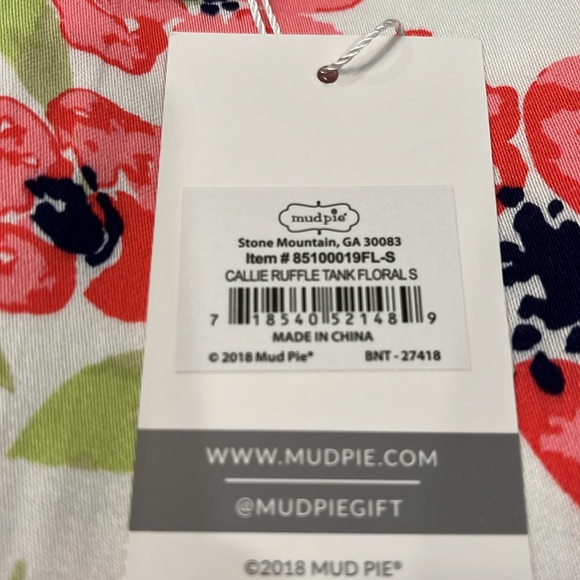 mudpie®
Stone Mountain, GA 30083
Item # 85100019FL-S
CALLIE RUFFLE TANK FLORAL S
7 18540 52148 9
MADE IN CHINA
© 2018 Mud Pie® BNT - 27418
WWW.MUDPIE.COM
@MUDPIEGIFT
©2018 MUD PIE®